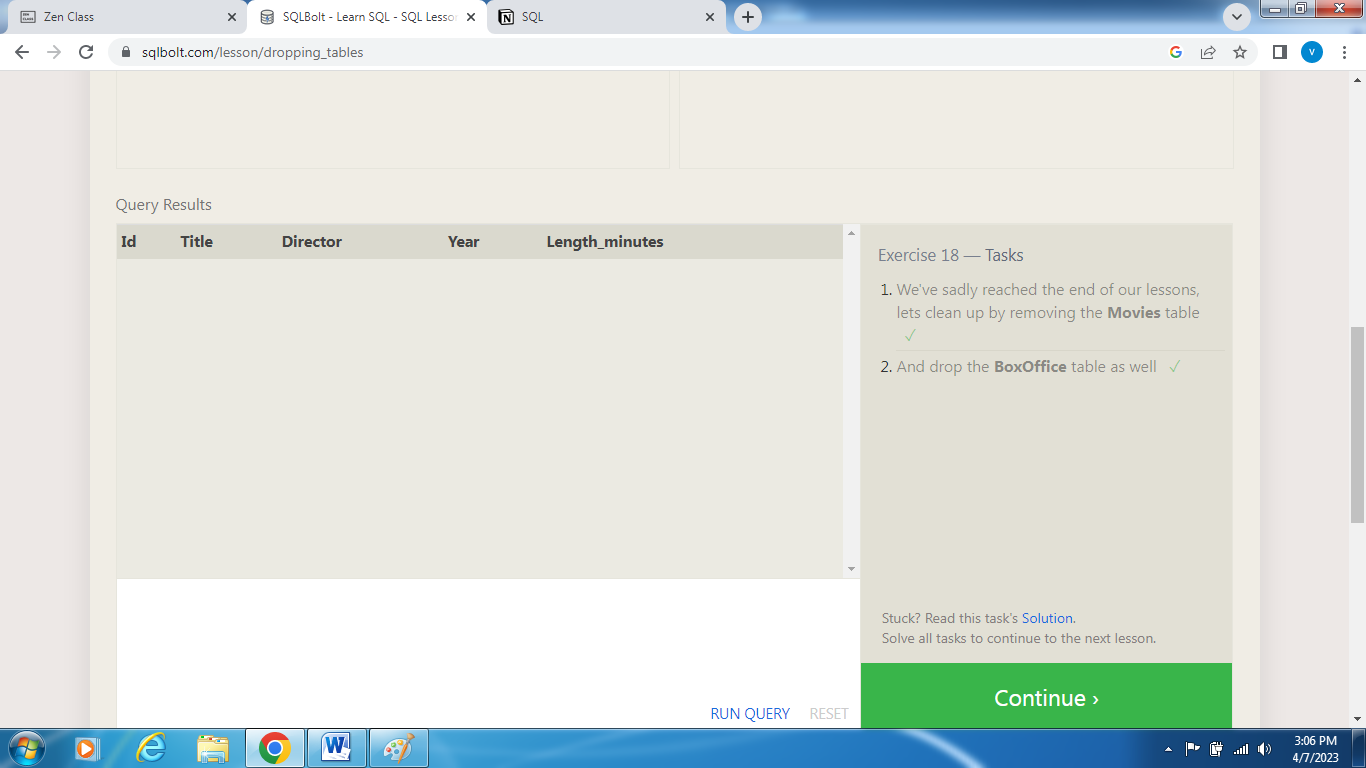 Zen Class
SQLBolt - Learn SQL - SQL Lesso
SQL
sqlbolt.com/lesson/dropping_tables
V
Query Results
Id Title Director Year Length_minutes
Exercise 18 — Tasks
1. We've sadly reached the end of our lessons,
lets clean up by removing the Movies table
✓
2. And drop the BoxOffice table as well ✓
Stuck? Read this task's Solution.
Solve all tasks to continue to the next lesson.
RUN QUERY RESET
Continue ›
3:06 PM
4/7/2023